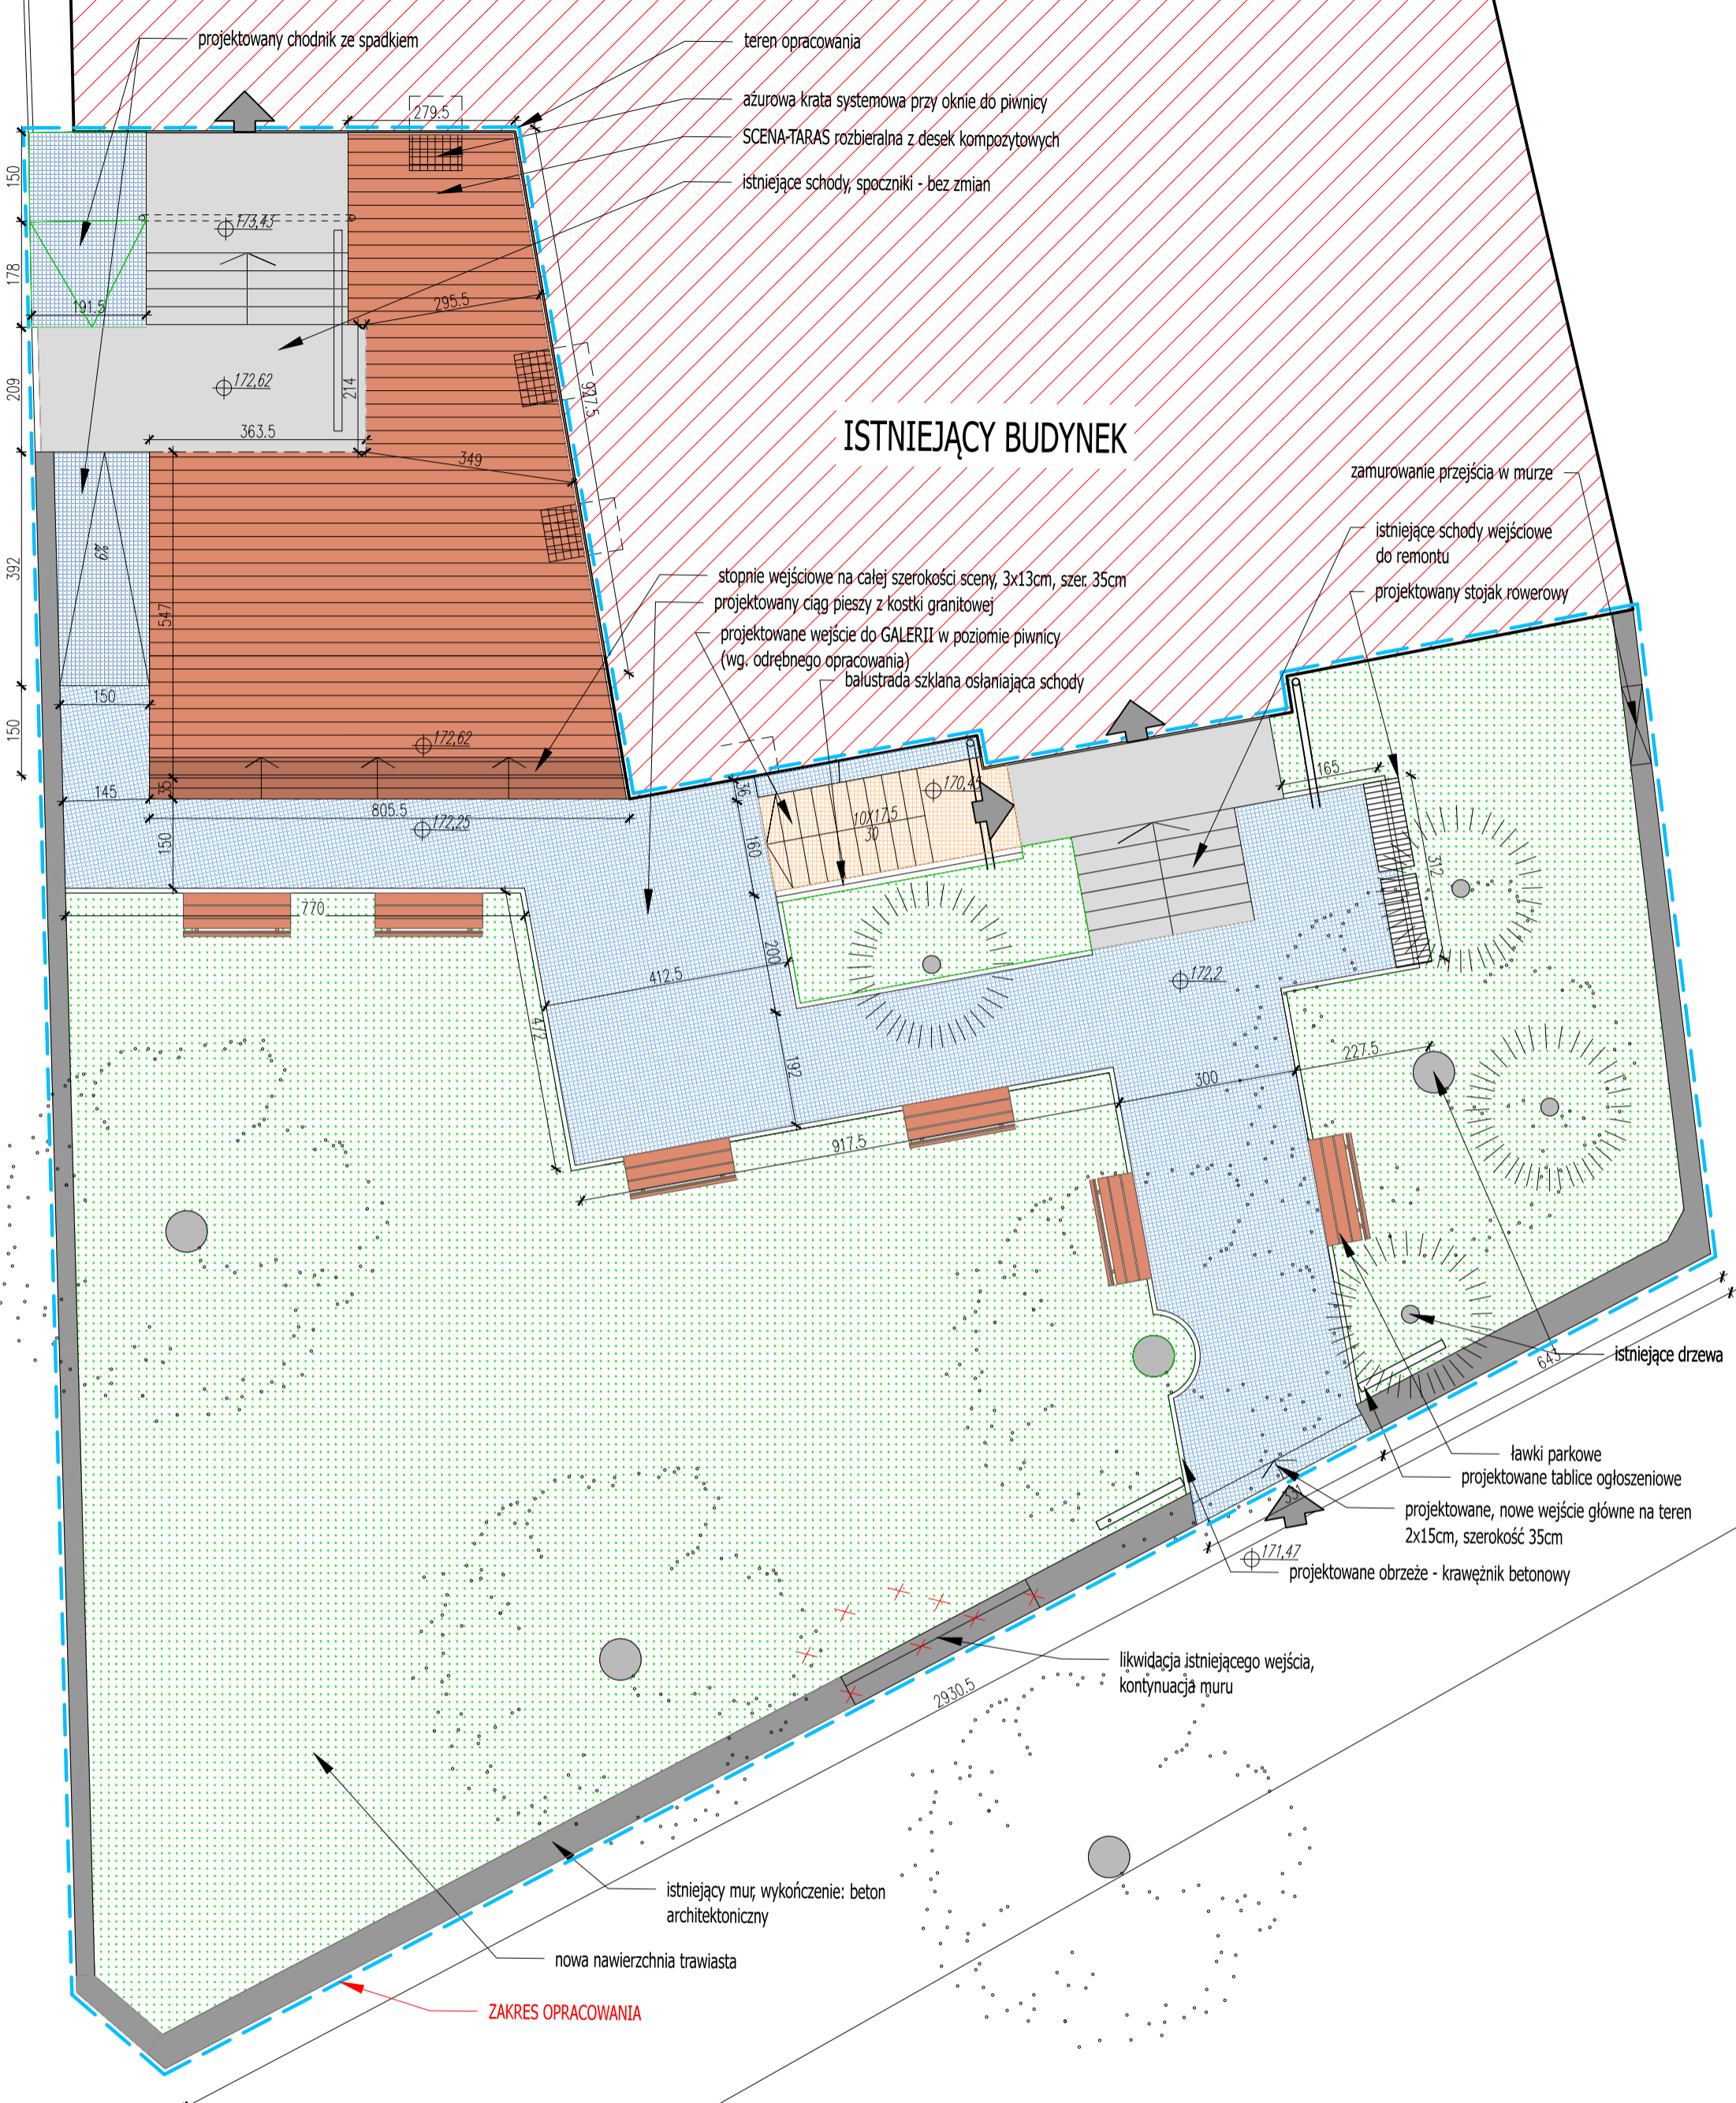 projektowany chodnik ze spadkiem
teren opracowania
ażurowa krata systemowa przy oknie do piwnicy
SCENA-TARAS rozbieralna z desek kompozytowych
istniejące schody, spoczniki - bez zmian
279.5
150
173,43
178
191.5
295.5
209
172,62
214
927.5
363.5
349
ISTNIEJĄCY BUDYNEK
zamurowanie przejścia w murze
istniejące schody wejściowe
do remontu
projektowany stojak rowerowy
392
6%
547
stopnie wejściowe na całej szerokości sceny, 3x13cm, szer. 35cm
projektowany ciąg pieszy z kostki granitowej
projektowane wejście do GALERII w poziomie piwnicy
(wg. odrębnego opracowania)
balustrada szklana osłaniająca schody
150
150
172,62
145
35
805.5
172,25
150
36
160
170,45
10X17,5
30
165
312
770
412.5
200
172,2
472
192
227.5
300
917.5
643
istniejące drzewa
ławki parkowe
projektowane tablice ogłoszeniowe
projektowane, nowe wejście główne na teren
2x15cm, szerokość 35cm
331
171,47
projektowane obrzeże - krawężnik betonowy
likwidacja istniejącego wejścia,
kontynuacja muru
2930.5
istniejący mur, wykończenie: beton
architektoniczny
nowa nawierzchnia trawiasta
ZAKRES OPRACOWANIA